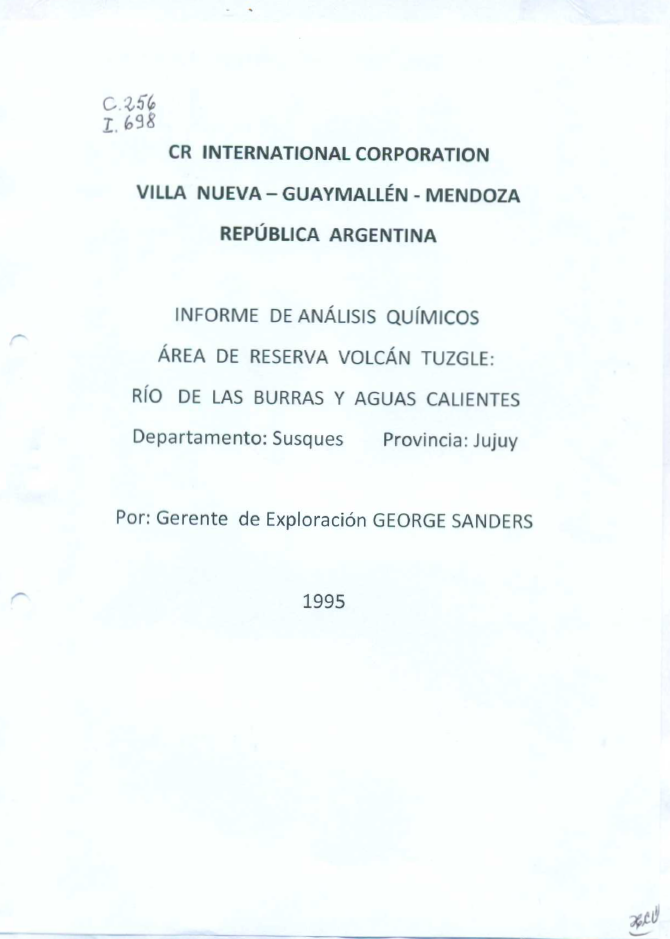 C.256
I.698
CR INTERNATIONAL CORPORATION
VILLA NUEVA – GUAYMALLÉN - MENDOZA
REPÚBLICA ARGENTINA
INFORME DE ANÁLISIS QUÍMICOS
ÁREA DE RESERVA VOLCÁN TUZGLE:
RÍO DE LAS BURRAS Y AGUAS CALIENTES
Departamento: Susques Provincia: Jujuy
Por: Gerente de Exploración GEORGE SANDERS
1995